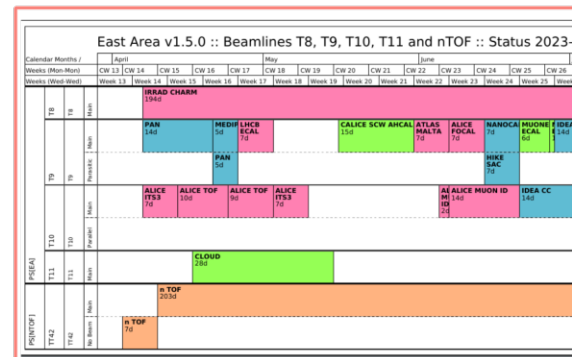 East Area v1.5.0 :: Beamlines T8, T9, T10, T11 and nTOF :: Status 2023-
Calendar Months / April May June
Weeks (Mon-Mon) CW 13 CW 14 CW 15 CW 16 CW 17 CW 18 CW 19 CW 20 CW 21 CW 22 CW 23 CW 24 CW 25 CW 26
Weeks (Wed-Wed) Week 13 Week 14 Week 15 Week 16 Week 17 Week 18 Week 19 Week 20 Week 21 Week 22 Week 23 Week 24 Week 25 Week 26
PS[EA]
T8 T8 Main
IRRAD CHARM
194d
T9 T9 Main
PAN
14d
MEDIF
5d
LHCB
ECAL
7d
CALICE SCW AHCAL
15d
ATLAS
MALTA
7d
ALICE
FOCAL
7d
NANOCA
7d
MUONE
ECAL
6d
IDEA
14d
Parasitic
PAN
5d
HIKE
SAC
7d
T10 T10 Main
ALICE
ITS3
7d
ALICE TOF
10d
ALICE TOF
9d
ALICE
ITS3
7d
AL
M
ID
2d
ALICE MUON ID
14d
IDEA CC
14d
Parallel
T11 T11 Main
CLOUD
28d
PS[NTOF]
TT42 TT42 Main
n TOF
203d
No Beam
n TOF
7d